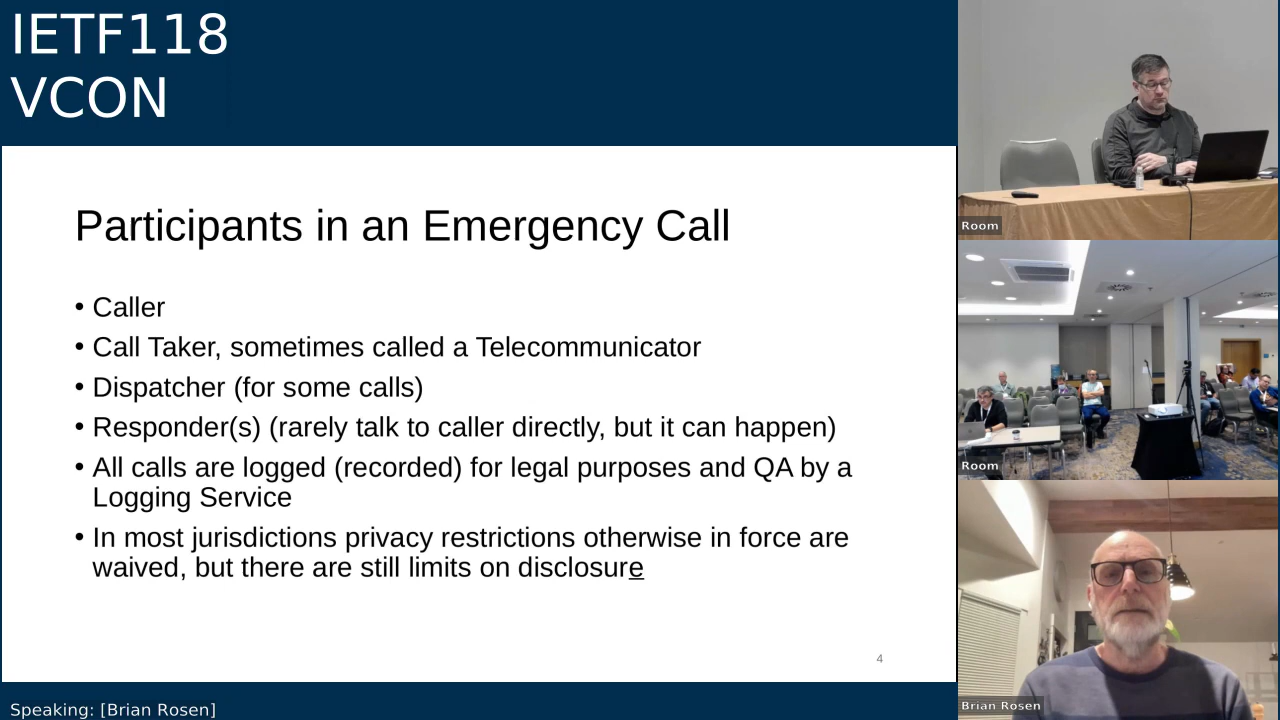 IETF118
VCON
Participants in an Emergency Call
• Caller
• Call Taker, sometimes called a Telecommunicator
• Dispatcher (for some calls)
• Responder(s) (rarely talk to caller directly, but it can happen)
• All calls are logged (recorded) for legal purposes and QA by a
Logging Service
• In most jurisdictions privacy restrictions otherwise in force are
waived, but there are still limits on disclosure
4
Speaking: [Brian Rosen]
Room
Room
Brian Rosen